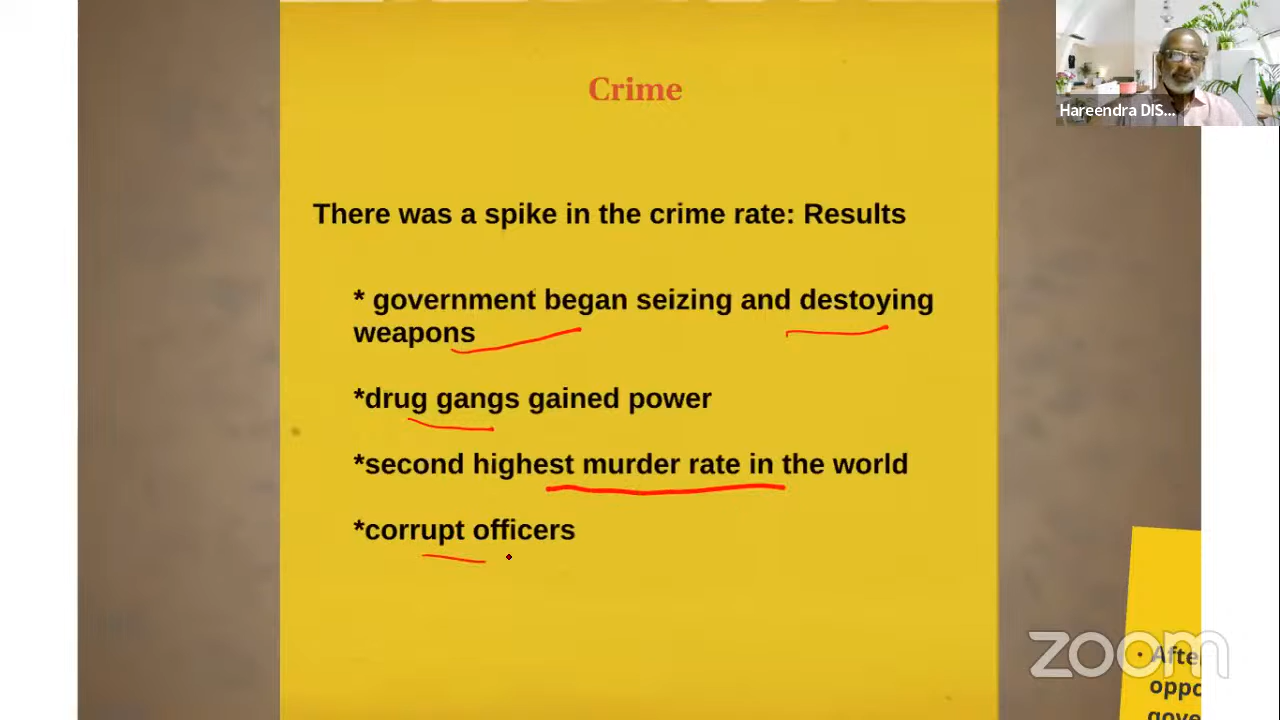 Crime
Hareendra DIS...
There was a spike in the crime rate: Results
* government began seizing and destoying
weapons
*drug gangs gained power
*second highest murder rate in the world
*corrupt officers
zoom
• Afte
oppo
gove